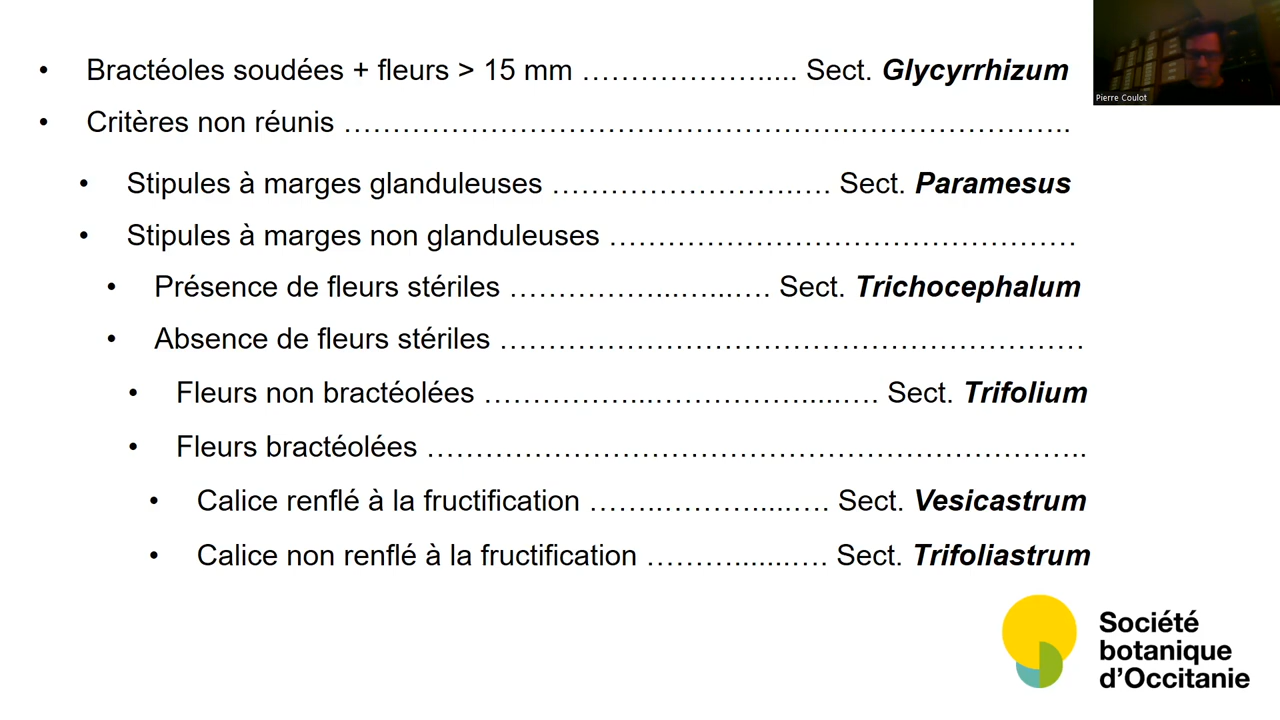 • Bractéoles soudées + fleurs > 15 mm ………………….... Sect. Glycyrrhizum
Pierre Coulot
• Critères non réunis …………………………………………….……………………..
• Stipules à marges glanduleuses …………………….…. Sect. Paramesus
• Stipules à marges non glanduleuses …………………………………………
• Présence de fleurs stériles ……………...…...…. Sect. Trichocephalum
• Absence de fleurs stériles ……………………………………………………
• Fleurs non bractéolées ……………..…………….....…. Sect. Trifolium
• Fleurs bractéolées …………………………………………………………..
• Calice renflé à la fructification ……..……….....…. Sect. Vesicastrum
• Calice non renflé à la fructification ……….......…. Sect. Trifoliastrum
Société
botanique
d’Occitanie